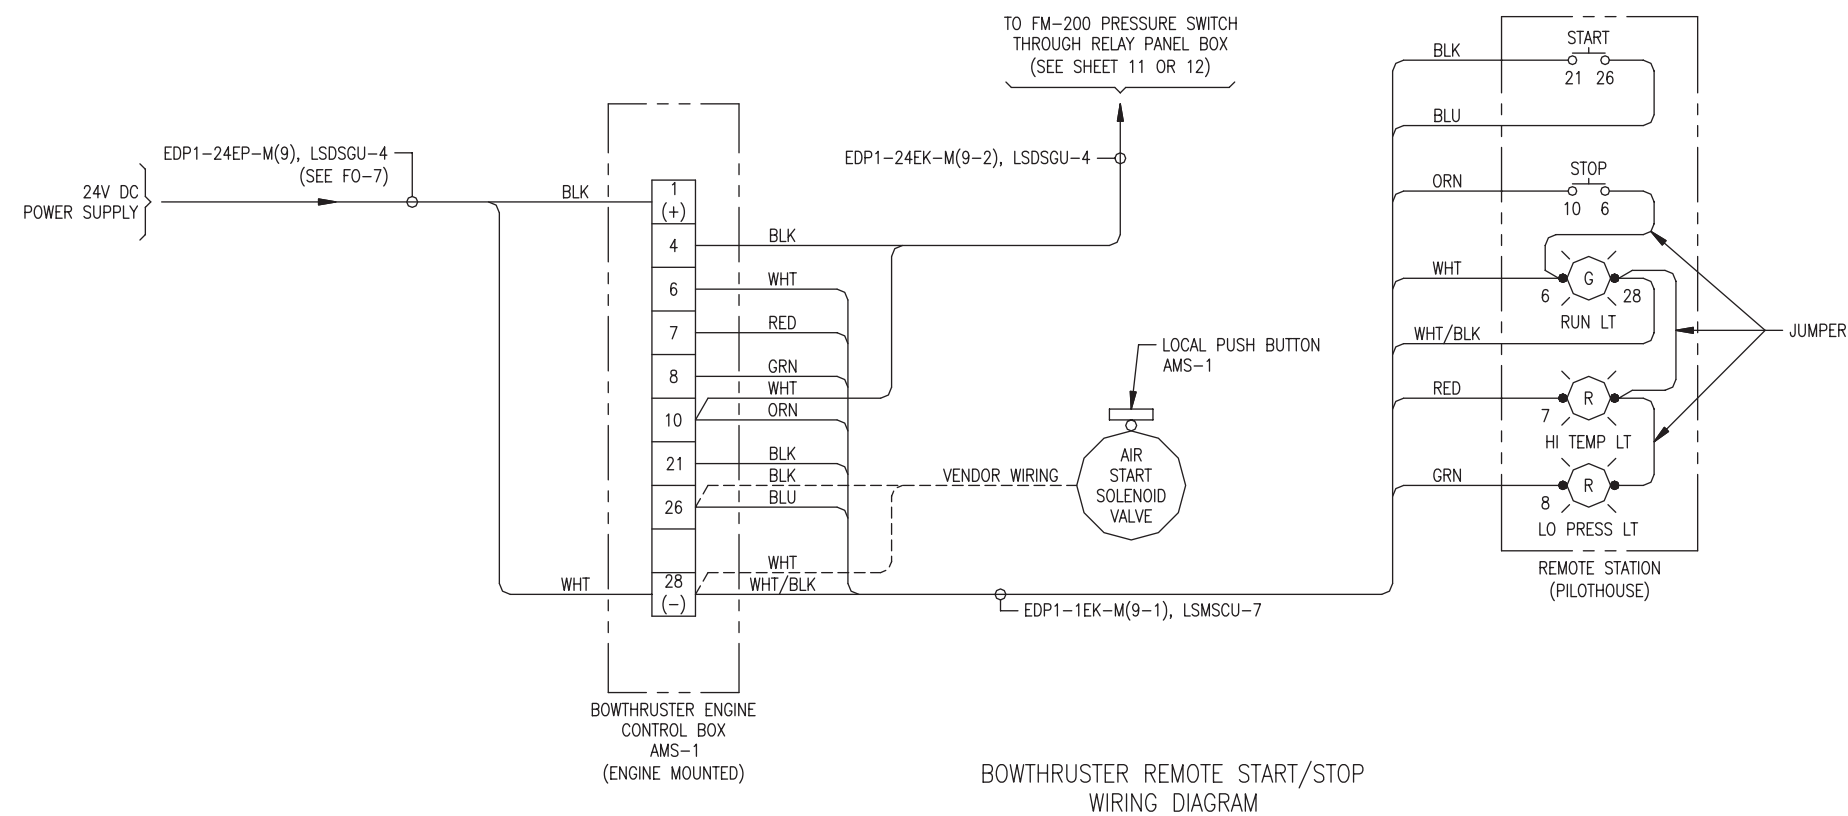 TO FM-200 PRESSURE SWITCH
THROUGH RELAY PANEL BOX
(SEE SHEET 11 OR 12)
EDP1-24EP-M(9), LSDSGU-4
(SEE FO-7)
24V DC
POWER SUPPLY
BLK
WHT
1
(+)
4
6
7
8
10
21
26
28
(-)
BLK
WHT
RED
GRN
WHT
ORN
BLK
BLK
BLU
WHT
WHT/BLK
BOWTHRUSTER ENGINE
CONTROL BOX
AMS-1
(ENGINE MOUNTED)
EDP1-24EK-M(9-2), LSDSGU-4
LOCAL PUSH BUTTON
AMS-1
AIR
START
SOLENOID
VALVE
VENDOR WIRING
EDP1-1EK-M(9-1), LSMSCU-7
BLK
BLU
ORN
WHT
WHT/BLK
RED
GRN
START
21 26
STOP
10 6
G
6 28
RUN LT
R
7
HI TEMP LT
R
8
LO PRESS LT
JUMPER
REMOTE STATION
(PILOTHOUSE)
BOWTHRUSTER REMOTE START/STOP
WIRING DIAGRAM